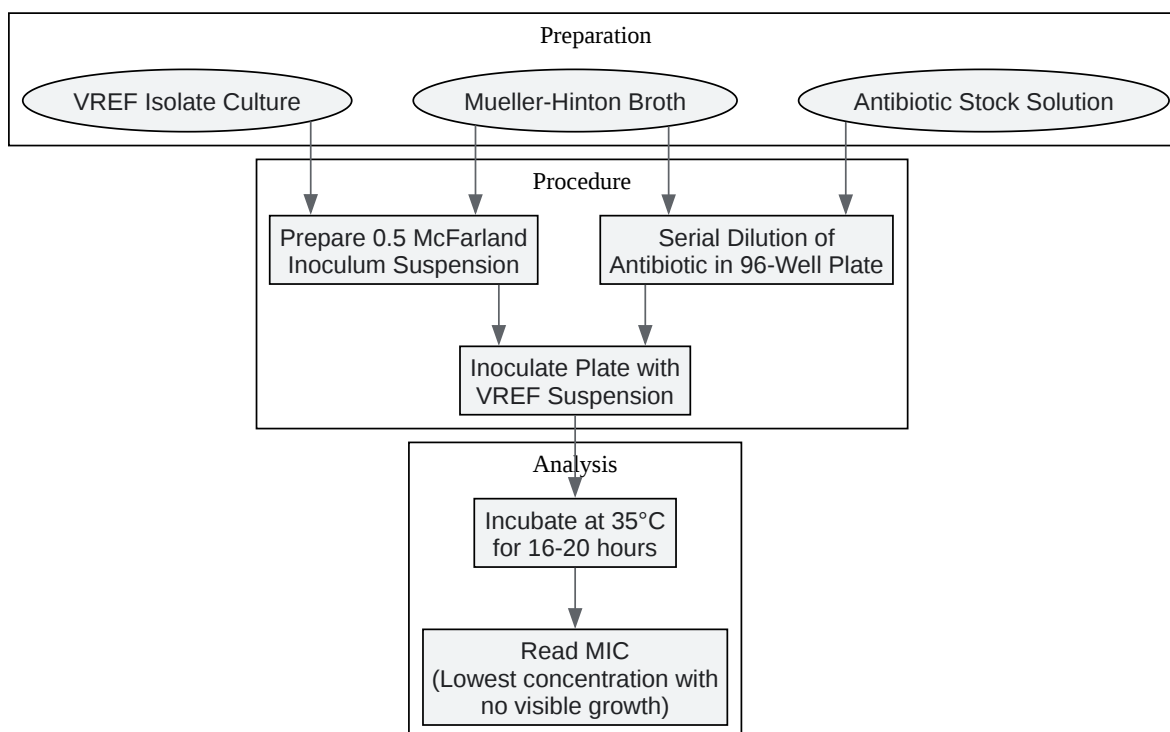 Preparation
VREF Isolate Culture
Mueller-Hinton Broth
Antibiotic Stock Solution
Procedure
Prepare 0.5 McFarland
Inoculum Suspension
Serial Dilution of
Antibiotic in 96-Well Plate
Inoculate Plate with
VREF Suspension
Analysis
Incubate at 35°C
for 16-20 hours
Read MIC
(Lowest concentration with
no visible growth)